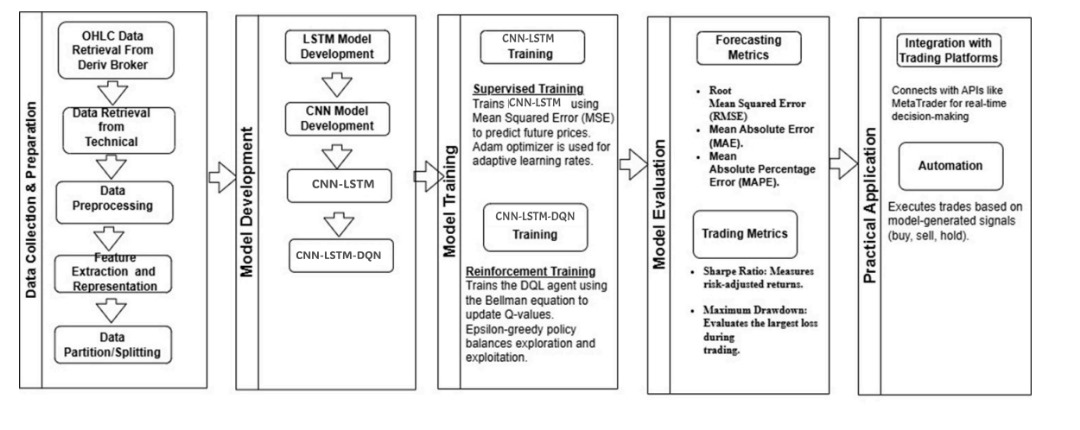 Data Collection & Preparation
OHLC Data
Retrieval From
Deriv Broker
Data Retrieval
from
Technical
Data
Preprocessing
Feature
Extraction and
Representation
Data
Partition/Splitting
Model Development
LSTM Model
Development
CNN Model
Development
CNN-LSTM
CNN-LSTM-DQN
Model Training
CNN-LSTM
Training
Supervised Training
Trains CNN-LSTM using
Mean Squared Error (MSE)
to predict future prices.
Adam optimizer is used for
adaptive learning rates.
CNN-LSTM-DQN
Training
Reinforcement Training
Trains the DQL agent using
the Bellman equation to
update Q-values.
Epsilon-greedy policy
balances exploration and
exploitation.
Model Evaluation
Forecasting
Metrics
• Root
Mean Squared Error
(RMSE)
• Mean Absolute Error
(MAE).
• Mean
Absolute Percentage
Error (MAPE).
Trading Metrics
• Sharpe Ratio: Measures
risk-adjusted returns.
• Maximum Drawdown:
Evaluates the largest loss
during
trading.
Practical Application
Integration with
Trading Platforms
Connects with APIs like
MetaTrader for real-time
decision-making
Automation
Executes trades based on
model-generated signals
(buy, sell, hold).